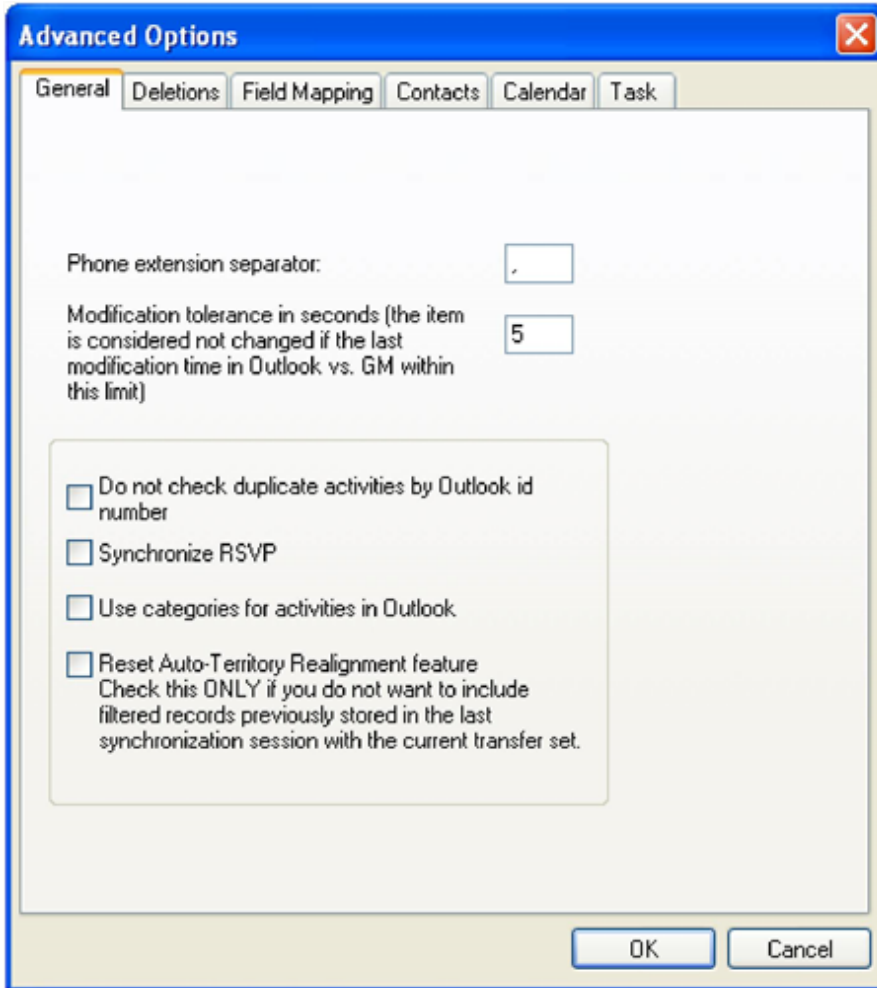 Advanced Options
General Deletions Field Mapping Contacts Calendar Task
Phone extension separator: ,
Modification tolerance in seconds (the item
is considered not changed if the last
modification time in Outlook vs. GM within
this limit)
5
Do not check duplicate activities by Outlook id
number
Synchronize RSVP
Use categories for activities in Outlook
Reset Auto-Territory Realignment feature
Check this ONLY if you do not want to include
filtered records previously stored in the last
synchronization session with the current transfer set.
OK Cancel